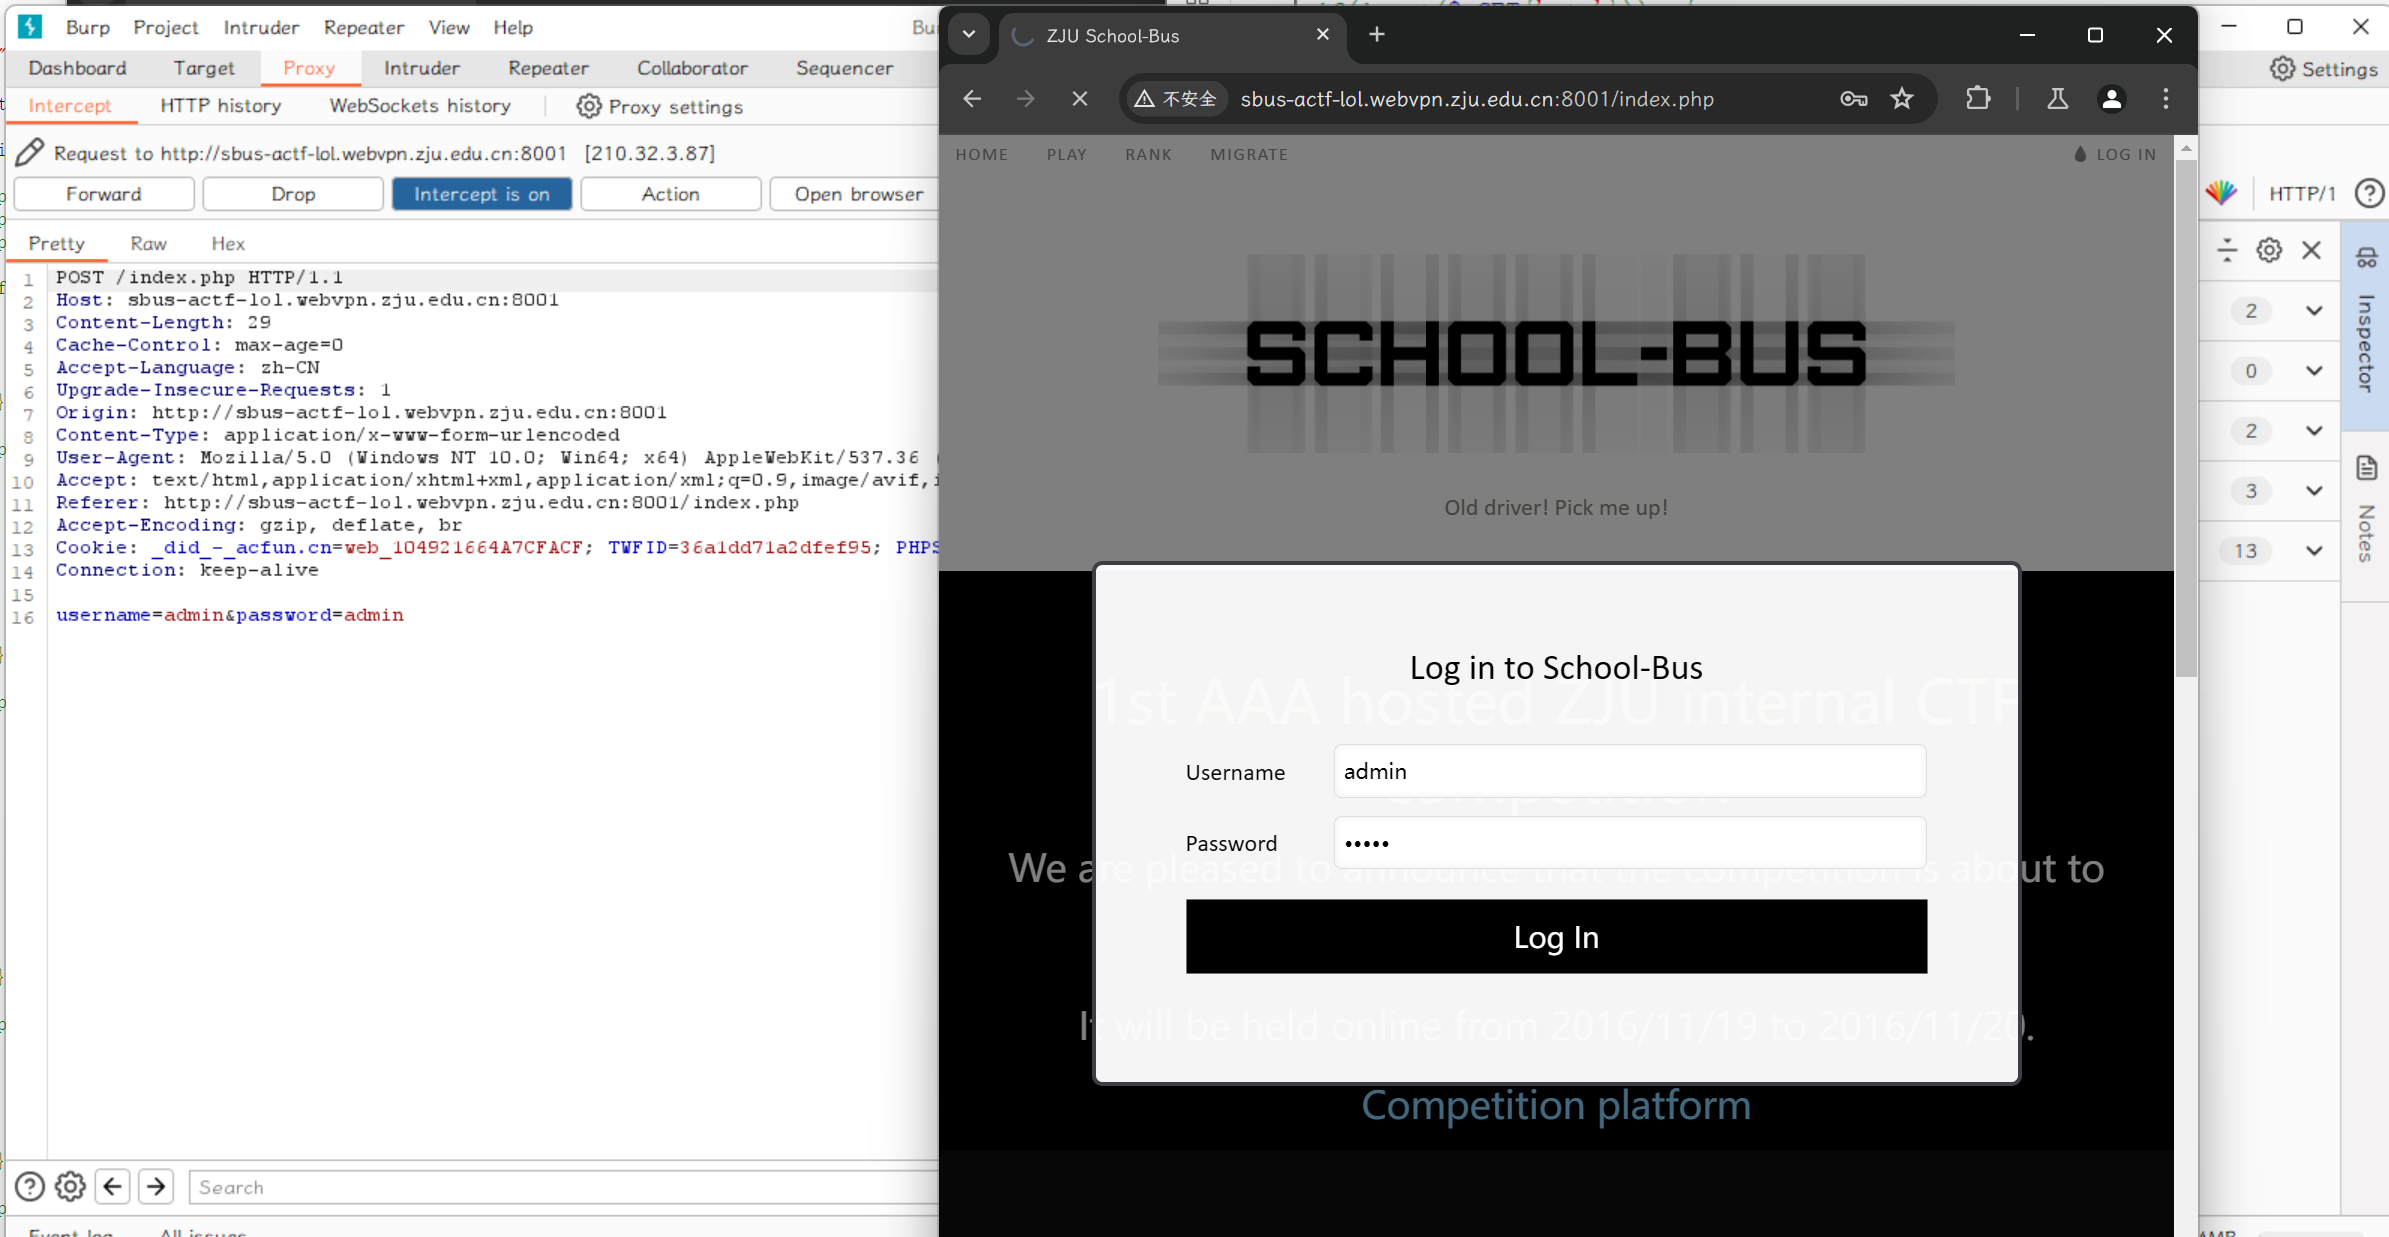 Burp Project Intruder Repeater View Help
Dashboard Target Proxy Intruder Repeater Collaborator Sequencer Settings
Intercept HTTP history WebSockets history Proxy settings
Request to http://sbus-actf-lol.webvpn.zju.edu.cn:8001 [210.32.3.87]
Forward Drop Intercept is on Action Open browser HTTP/1
Pretty Raw Hex
1 POST /index.php HTTP/1.1
2 Host: sbus-actf-lol.webvpn.zju.edu.cn:8001
3 Content-Length: 29
4 Cache-Control: max-age=0
5 Accept-Language: zh-CN
6 Upgrade-Insecure-Requests: 1
7 Origin: http://sbus-actf-lol.webvpn.zju.edu.cn:8001
8 Content-Type: application/x-www-form-urlencoded
9 User-Agent: Mozilla/5.0 (Windows NT 10.0; Win64; x64) AppleWebKit/537.36 (
10 Accept: text/html,application/xhtml+xml,application/xml;q=0.9,image/avif,i
11 Referer: http://sbus-actf-lol.webvpn.zju.edu.cn:8001/index.php
12 Accept-Encoding: gzip, deflate, br
13 Cookie: _did_-_acfun.cn=web_104921664A7CFACF; TWFID=36a1dd71a2dfef95; PHPS
14 Connection: keep-alive
15
16 username=admin&password=admin
Search
Event log All issues
ZJU School-Bus
不安全 sbus-actf-lol.webvpn.zju.edu.cn:8001/index.php
HOME PLAY RANK MIGRATE LOG IN
SCHOOL-BUS
Old driver! Pick me up!
Log in to School-Bus
1st AAA hosted ZJU internal CTF
competition
Username admin
Password •••••
We are pleased to announce that the competition is about to
Log In
It will be held online from 2016/11/19 to 2016/11/20.
Competition platform
2
0
2
3
13
Inspector
Notes